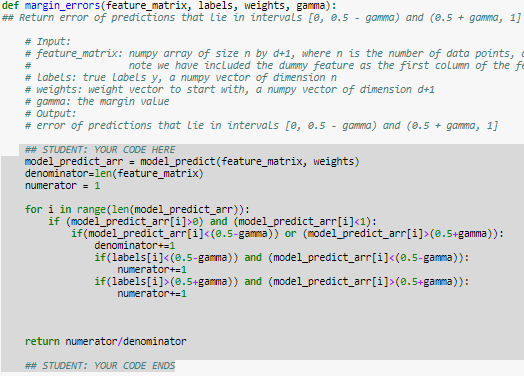 def margin_errors(feature_matrix, labels, weights, gamma):
## Return error of predictions that lie in intervals [0, 0.5 - gamma) and (0.5 + gamma, 1]
# Input:
# feature_matrix: numpy array of size n by d+1, where n is the number of data points,
# note we have included the dummy feature as the first column of the
# labels: true labels y, a numpy vector of dimension n
# weights: weight vector to start with, a numpy vector of dimension d+1
# gamma: the margin value
# Output:
# error of predictions that lie in intervals [0, 0.5 - gamma) and (0.5 + gamma, 1]
## STUDENT: YOUR CODE HERE
model_predict_arr = model_predict(feature_matrix, weights)
denominator=len(feature_matrix)
numerator = 1
for i in range(len(model_predict_arr)):
if (model_predict_arr[i]>0) and (model_predict_arr[i]<1):
if(model_predict_arr[i]<(0.5-gamma)) or (model_predict_arr[i]>(0.5+gamma)):
denominator+=1
if(labels[i]<(0.5-gamma)) and (model_predict_arr[i]<(0.5-gamma)):
numerator+=1
if(labels[i]>(0.5+gamma)) and (model_predict_arr[i]>(0.5+gamma)):
numerator+=1
return numerator/denominator
## STUDENT: YOUR CODE ENDS